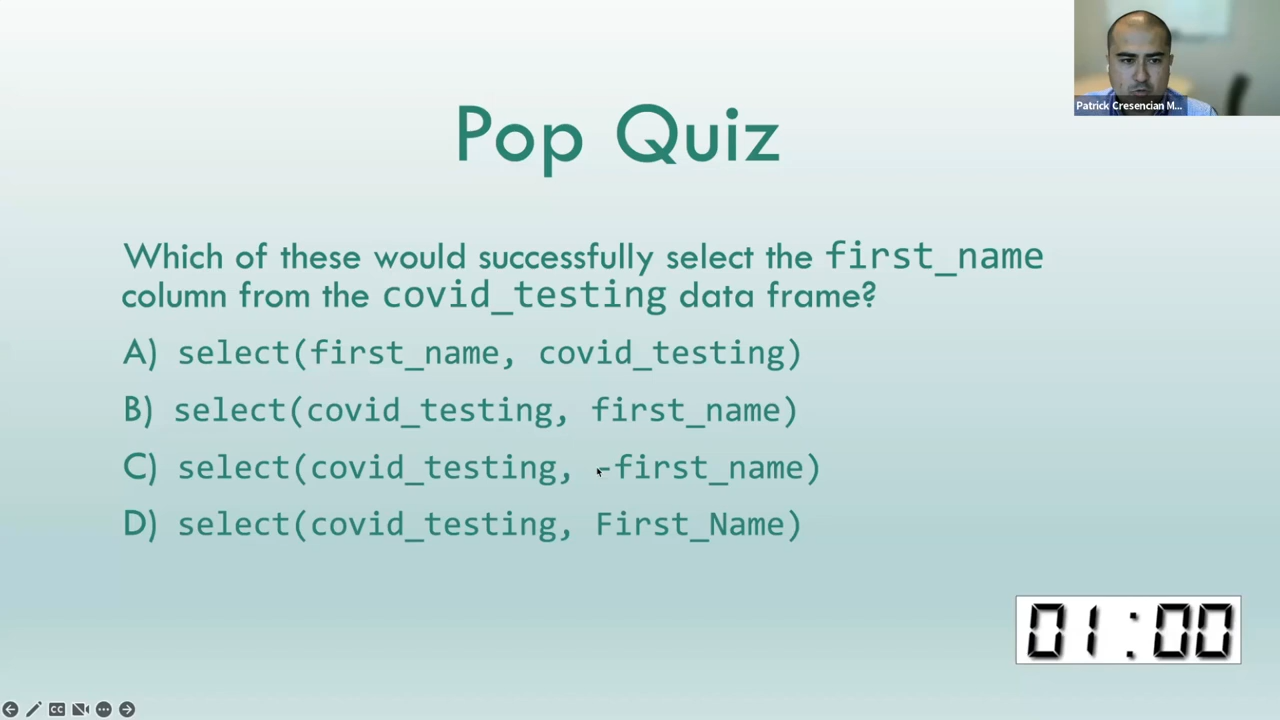 Patrick Cresencian M...
Pop Quiz
Which of these would successfully select the first_name
column from the covid_testing data frame?
A) select(first_name, covid_testing)
B) select(covid_testing, first_name)
C) select(covid_testing, -first_name)
D) select(covid_testing, First_Name)
01:00
CC